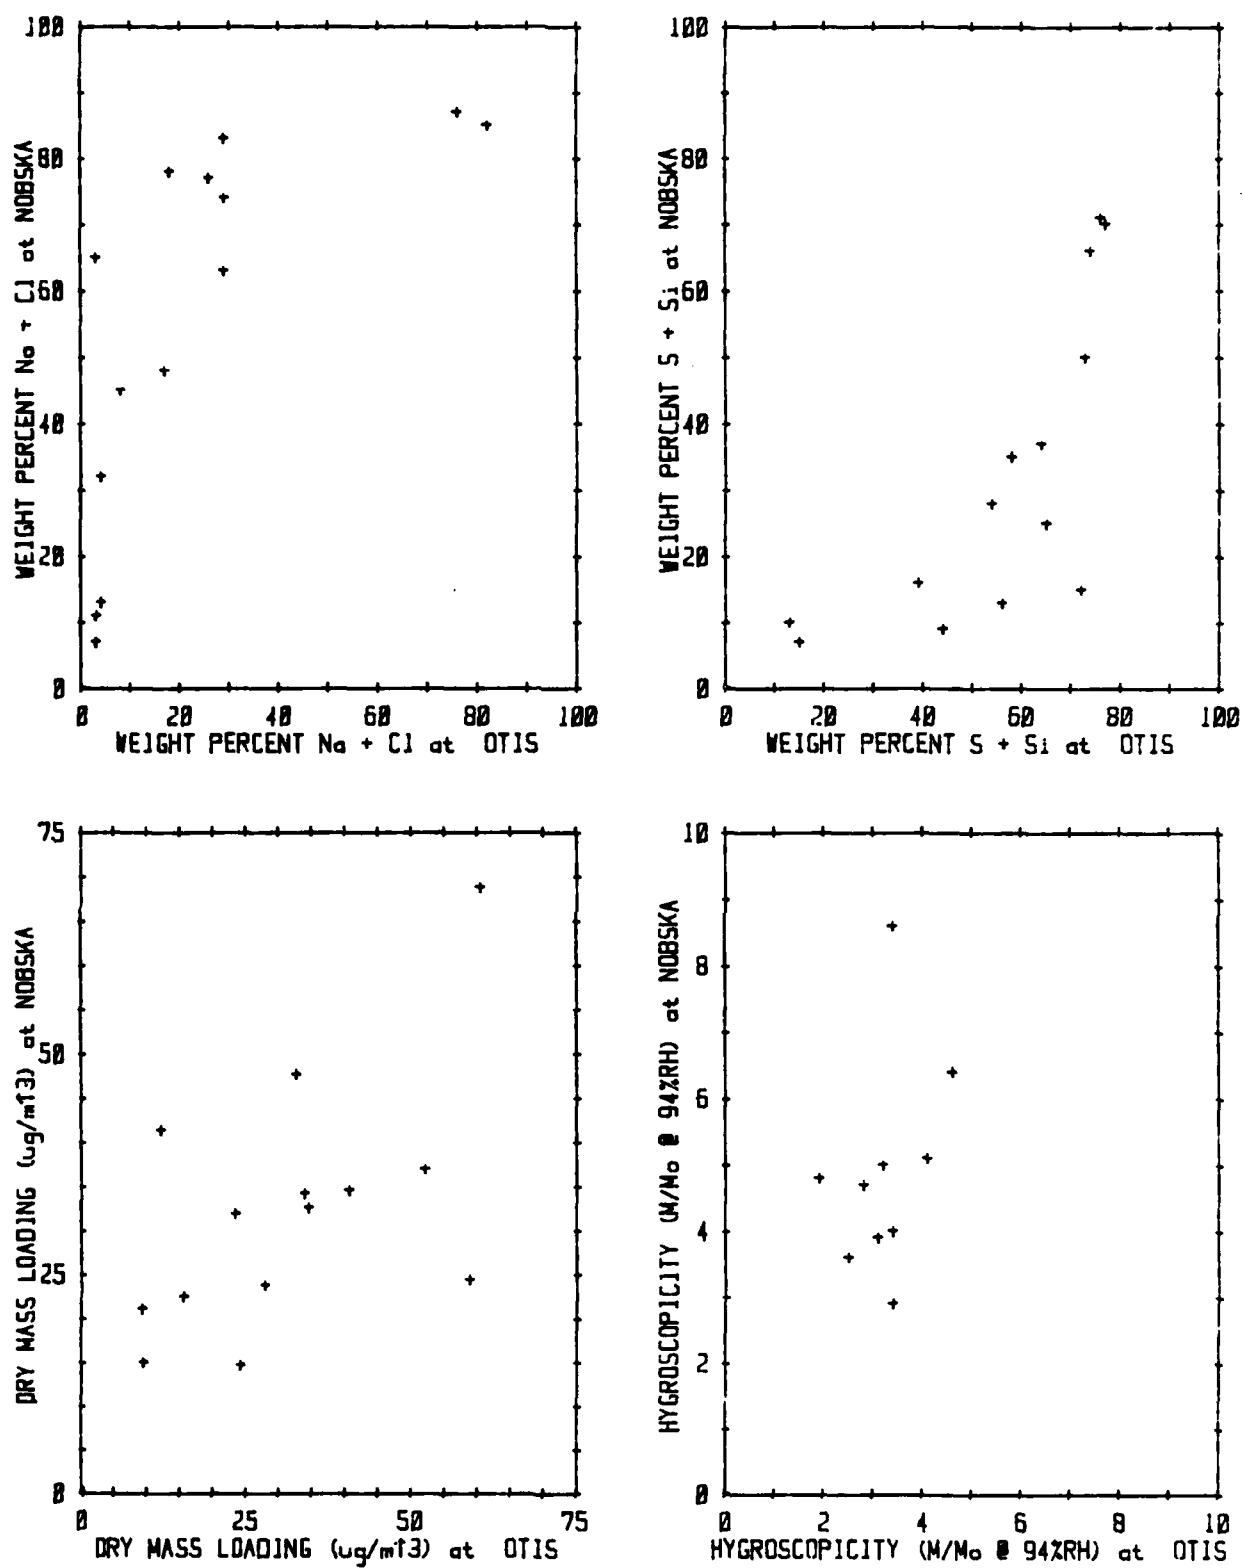 100
80
60
40
20
0
WEIGHT PERCENT Na + Cl at NOBSKA
0 20 40 60 80 100
WEIGHT PERCENT Na + Cl at OTIS
100
80
60
40
20
0
WEIGHT PERCENT S + Si at NOBSKA
0 20 40 60 80 100
WEIGHT PERCENT S + Si at OTIS
75
50
25
0
DRY MASS LOADING (ug/m↑3) at NOBSKA
0 25 50 75
DRY MASS LOADING (ug/m↑3) at OTIS
10
8
6
4
2
0
HYGROSCOPICITY (M/Mo @ 94%RH) at NOBSKA
0 2 4 6 8 10
HYGROSCOPICITY (M/Mo @ 94%RH) at OTIS